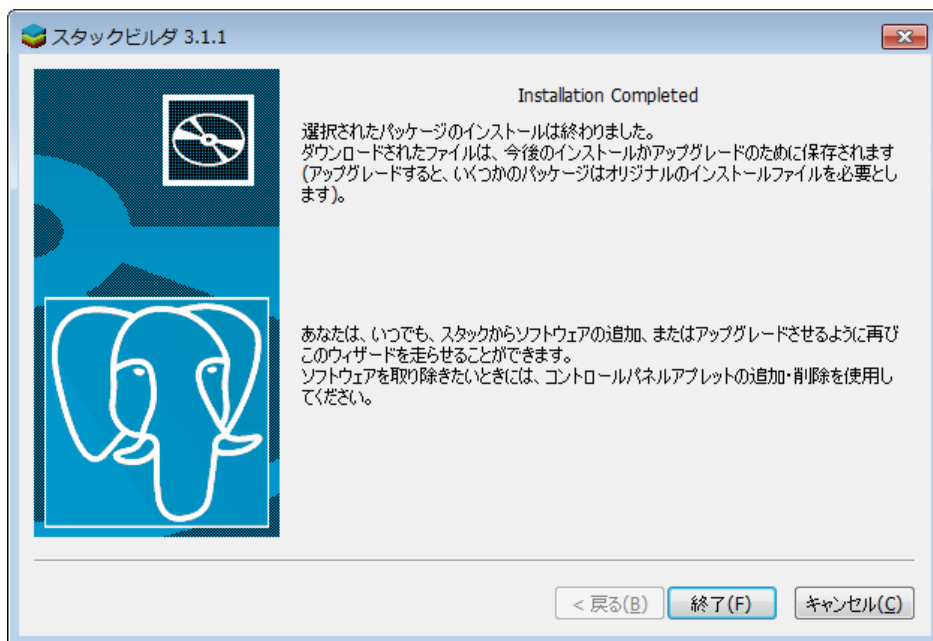 スタックビルダ 3.1.1
Installation Completed
選択されたパッケージのインストールは終わりました。
ダウンロードされたファイルは、今後のインストールかアップグレードのために保存されます
(アップグレードすると、いくつかのパッケージはオリジナルのインストールファイルを必要とし
ます)。
あなたは、いつでも、スタックからソフトウェアの追加、またはアップグレードさせるように再び
このウィザードを走らせることができます。
ソフトウェアを取り除きたいときには、コントロールパネルアプレットの追加・削除を使用し
てください。
< 戻る(B)
終了(F)
キャンセル(C)